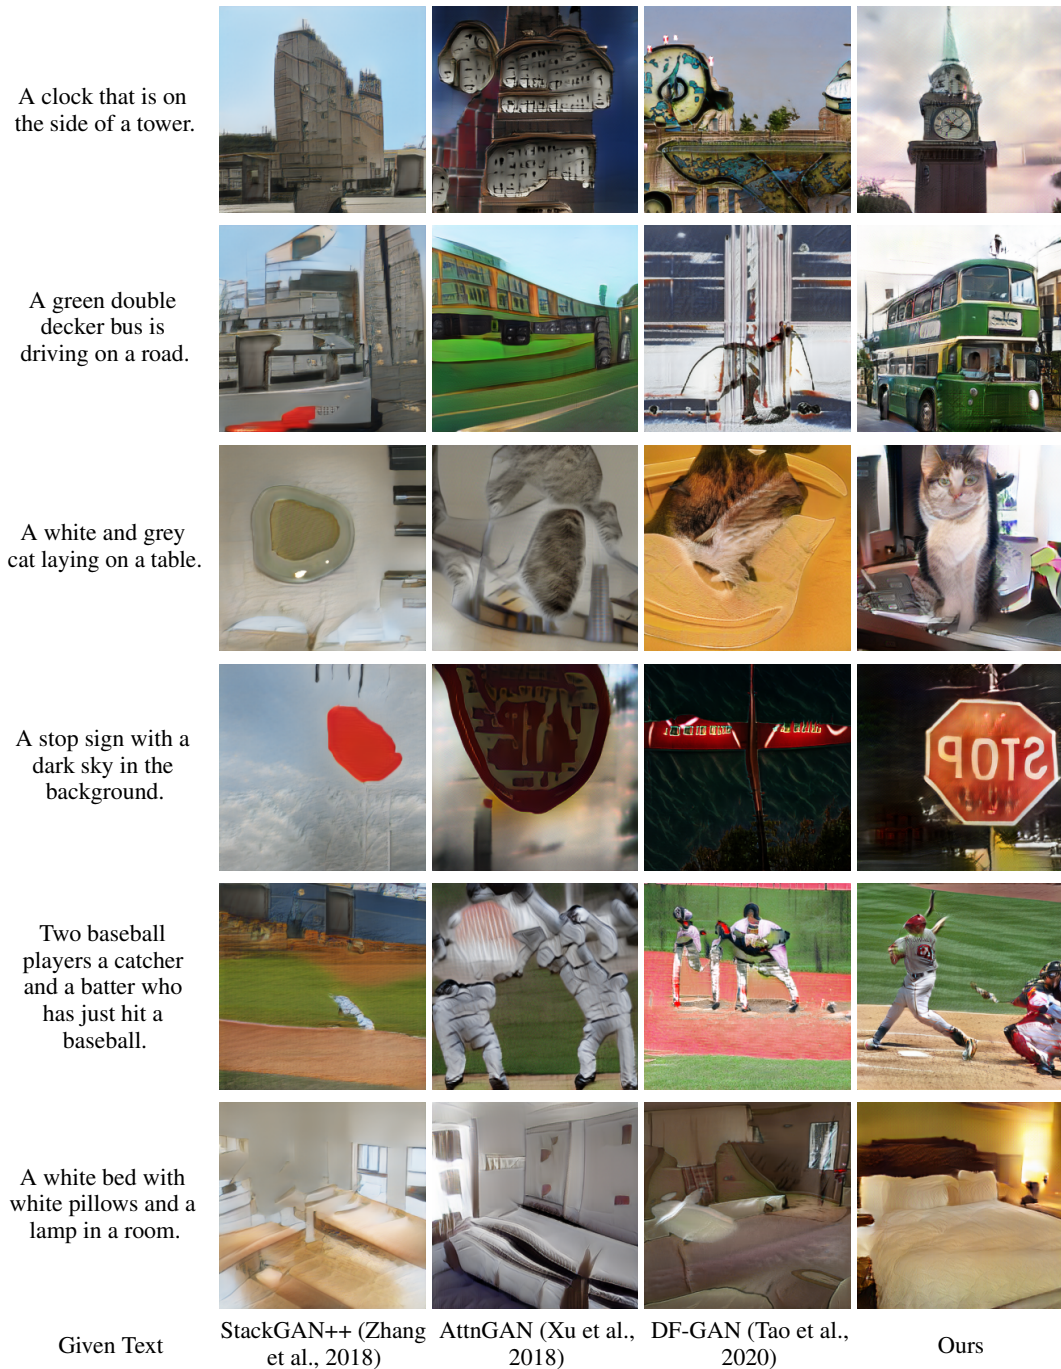 A clock that is on
the side of a tower.
A green double
decker bus is
driving on a road.
A white and grey
cat laying on a table.
A stop sign with a
dark sky in the
background.
STOP
Two baseball
players a catcher
and a batter who
has just hit a
baseball.
A white bed with
white pillows and a
lamp in a room.
Given Text
StackGAN++ (Zhang
et al., 2018)
AttnGAN (Xu et al.,
2018)
DF-GAN (Tao et al.,
2020)
Ours